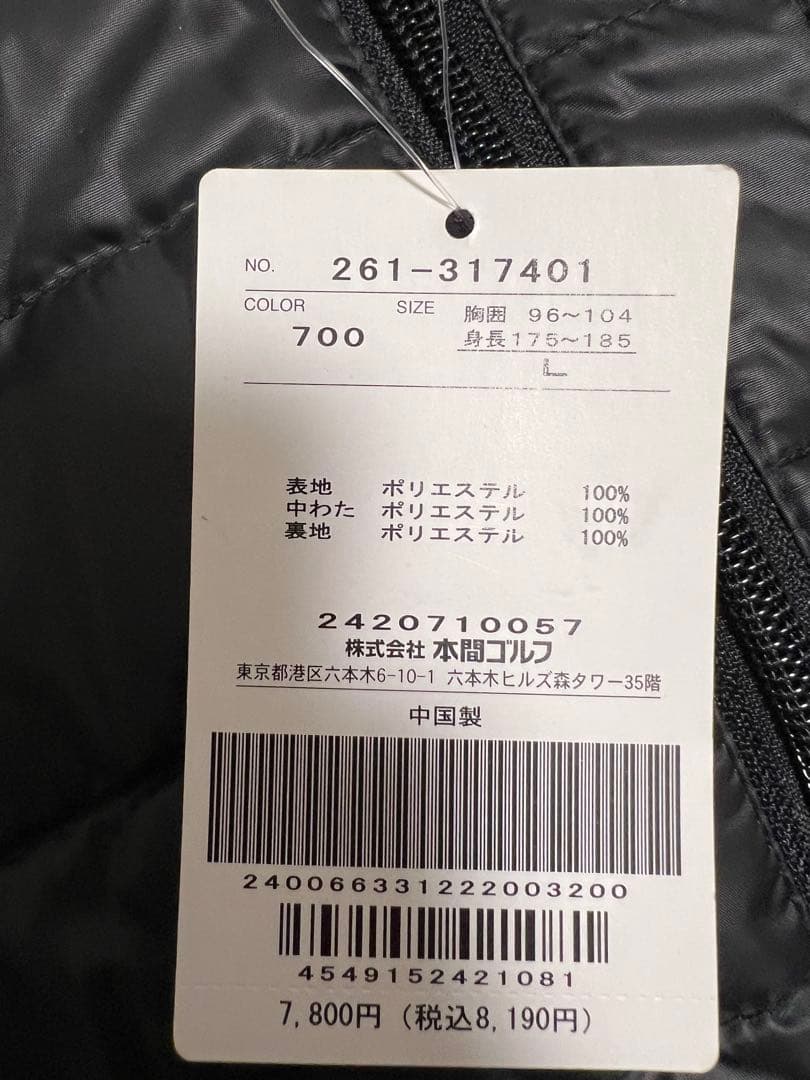 NO. 261-317401
COLOR 700
SIZE 胸囲 96~104
身長175~185
L
表地 ポリエステル 100%
中わた ポリエステル 100%
裏地 ポリエステル 100%
2420710057
株式会社 本間ゴルフ
東京都港区六本木6-10-1 六本木ヒルズ森タワー35階
中国製
240066331222003200
4549152421081
7,800円 (税込8,190円)